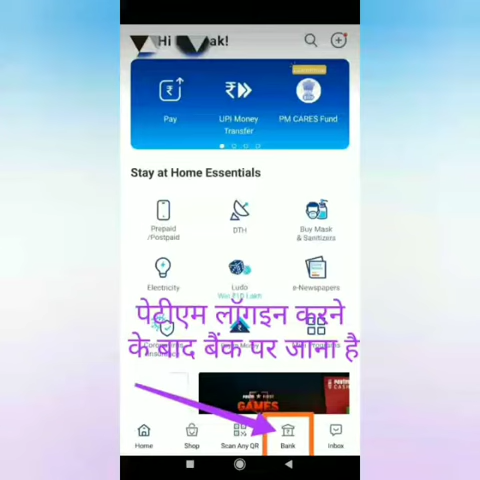 Hi ak!
Pay
UPI Money
Transfer
PM CARES Fund
Stay at Home Essentials
Prepaid
/Postpaid
DTH
Buy Mask
& Sanitizers
Electricity
Ludo
e-Newspapers
पेटीएम लॉगइन करने
के बाद बैंक पर जाना है
GAMES
Home
Shop
Scan Any QR
Bank
Inbox